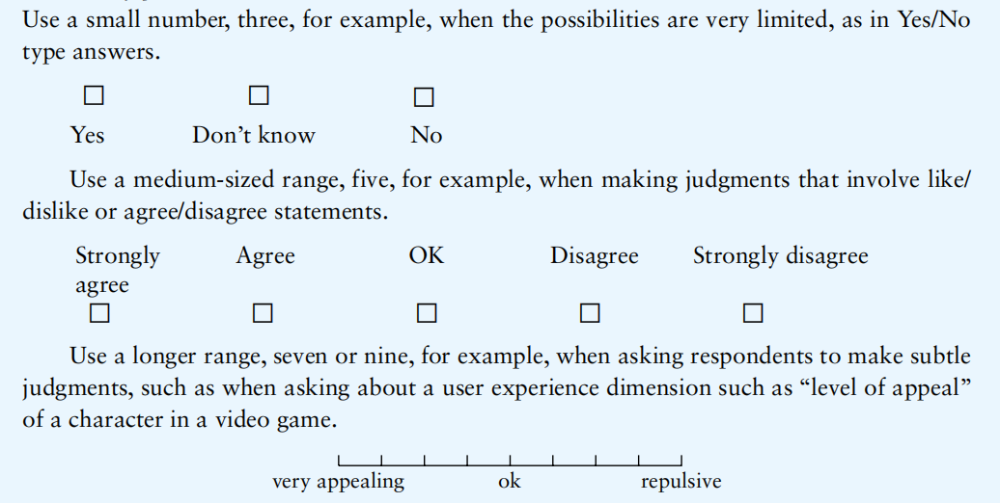 Use a small number, three, for example, when the possibilities are very limited, as in Yes/No
type answers.
Yes Don’t know No
Use a medium-sized range, five, for example, when making judgments that involve like/
dislike or agree/disagree statements.
Strongly Agree OK Disagree Strongly disagree
agree
Use a longer range, seven or nine, for example, when asking respondents to make subtle
judgments, such as when asking about a user experience dimension such as “level of appeal”
of a character in a video game.
very appealing ok repulsive